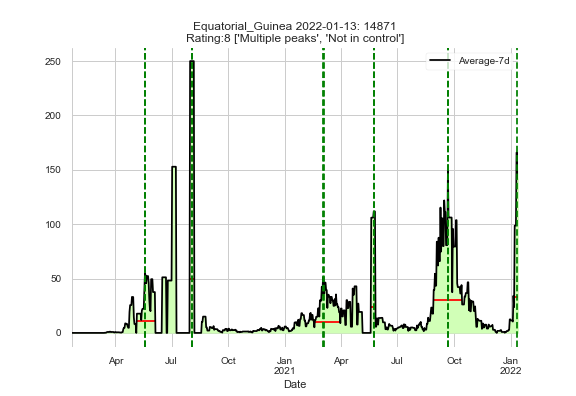 Equatorial_Guinea 2022-01-13: 14871
Rating:8 ['Multiple peaks', 'Not in control']
Average-7d
250
200
150
100
50
0
Apr Jul Oct Jan Apr Jul Oct Jan
2021 2022
Date